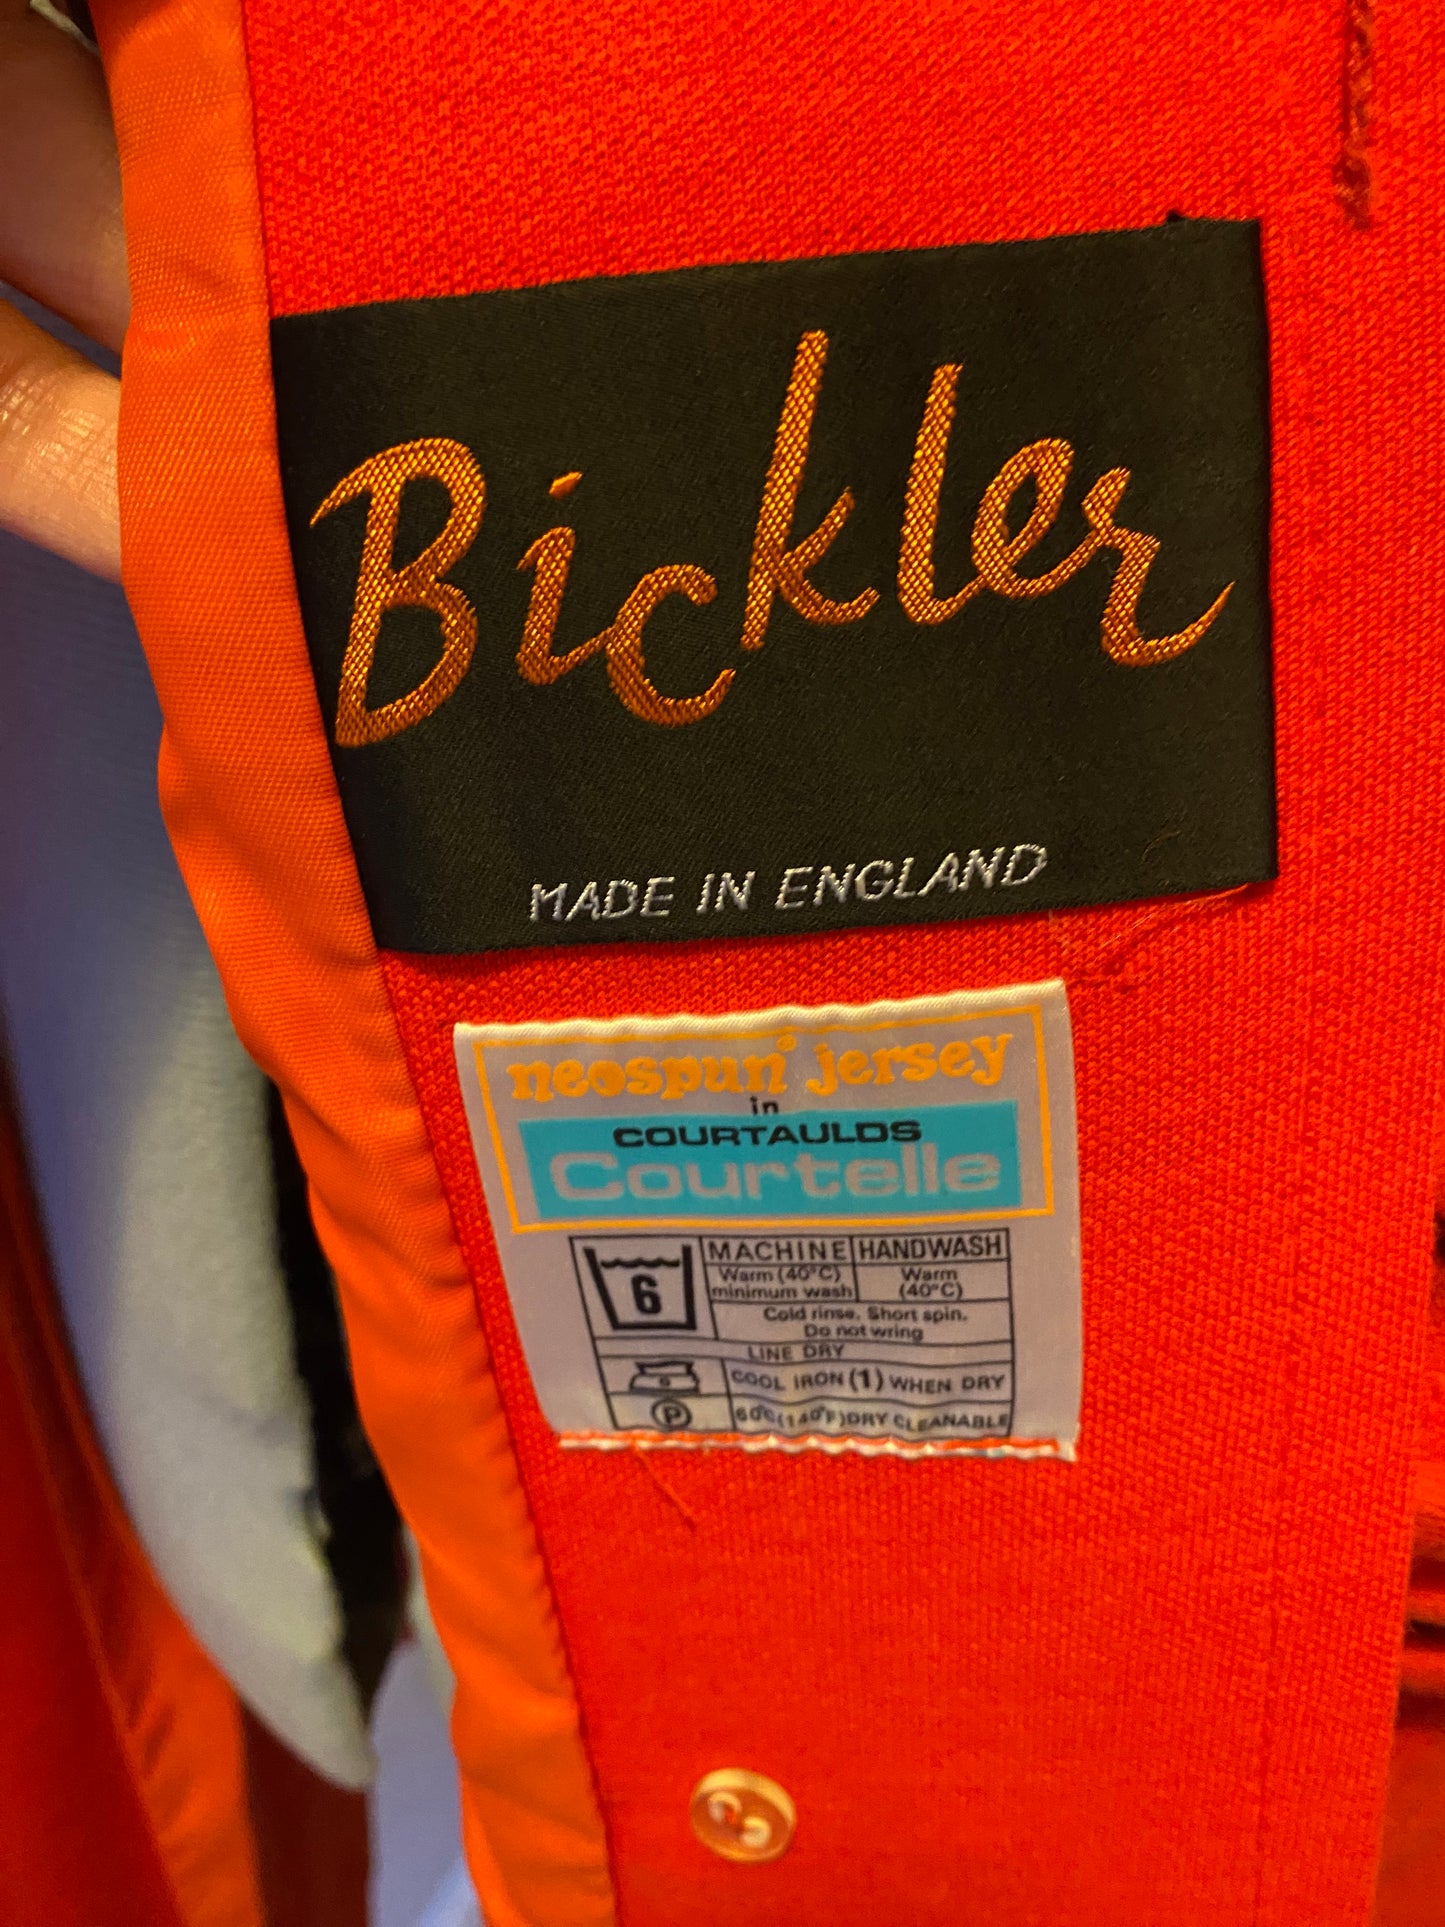 Bickler
MADE IN ENGLAND
neospun® jersey
in
COURTAULDS
Courtelle
6
MACHINE HANDWASH
Warm (40°C) Warm
minimum wash (40°C)
Cold rinse. Short spin.
Do not wring
LINE DRY
COOL IRON (1) WHEN DRY
P 60°C(140°F) DRY CLEANABLE